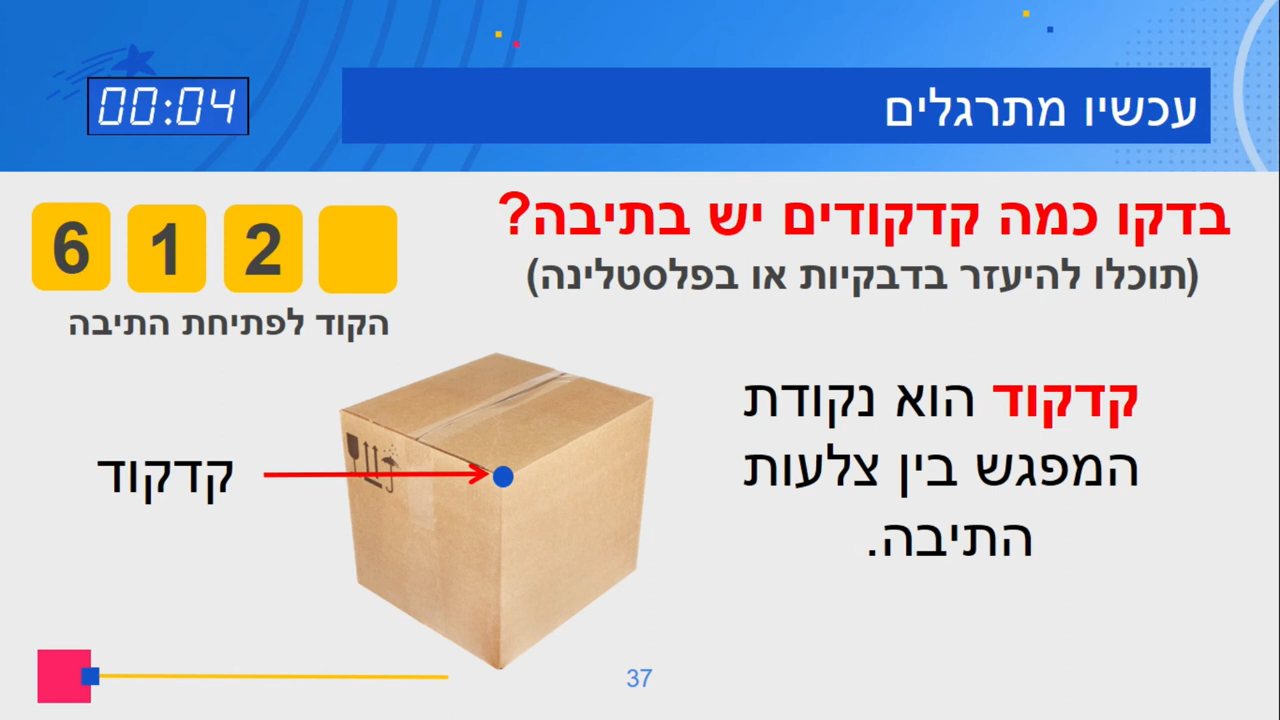 עכשיו מתרגלים
00:04
בדקו כמה קדקודים יש בתיבה?
(תוכלו להיעזר בדבקיות או בפלסטלינה)
6 1 2
הקוד לפתיחת התיבה
קדקוד הוא נקודת
המפגש בין צלעות
התיבה.
קדקוד
37